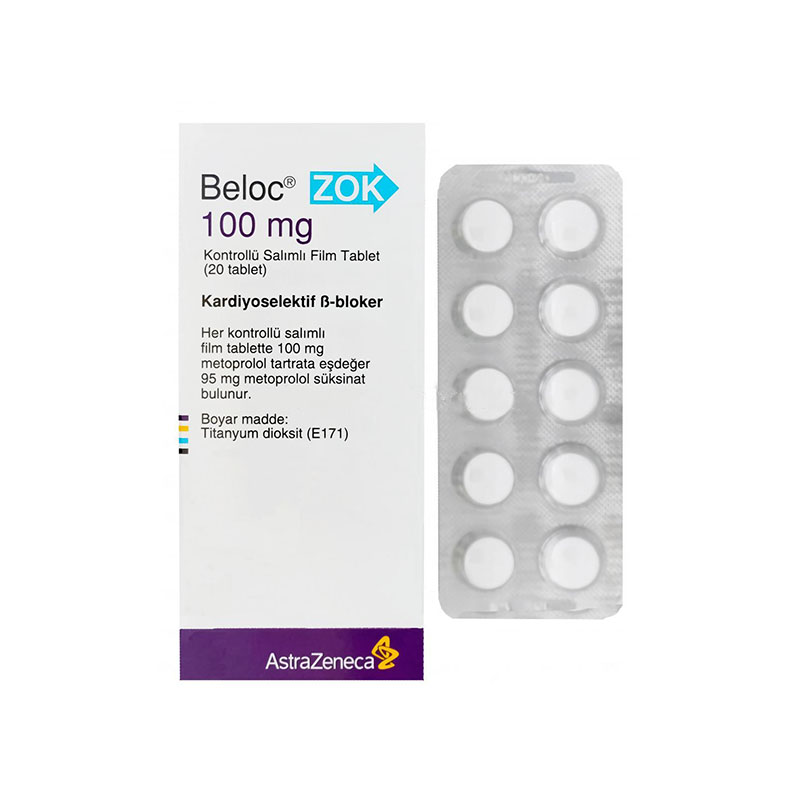 Beloc® ZOK
100 mg
Kontrollü Salımlı Film Tablet
(20 tablet)
Kardiyoselektif ß-bloker
Her kontrollü salımlı
film tablette 100 mg
metoprolol tartrata eşdeğer
95 mg metoprolol süksinat
bulunur.
Boyar madde:
Titanyum dioksit (E171)
AstraZeneca